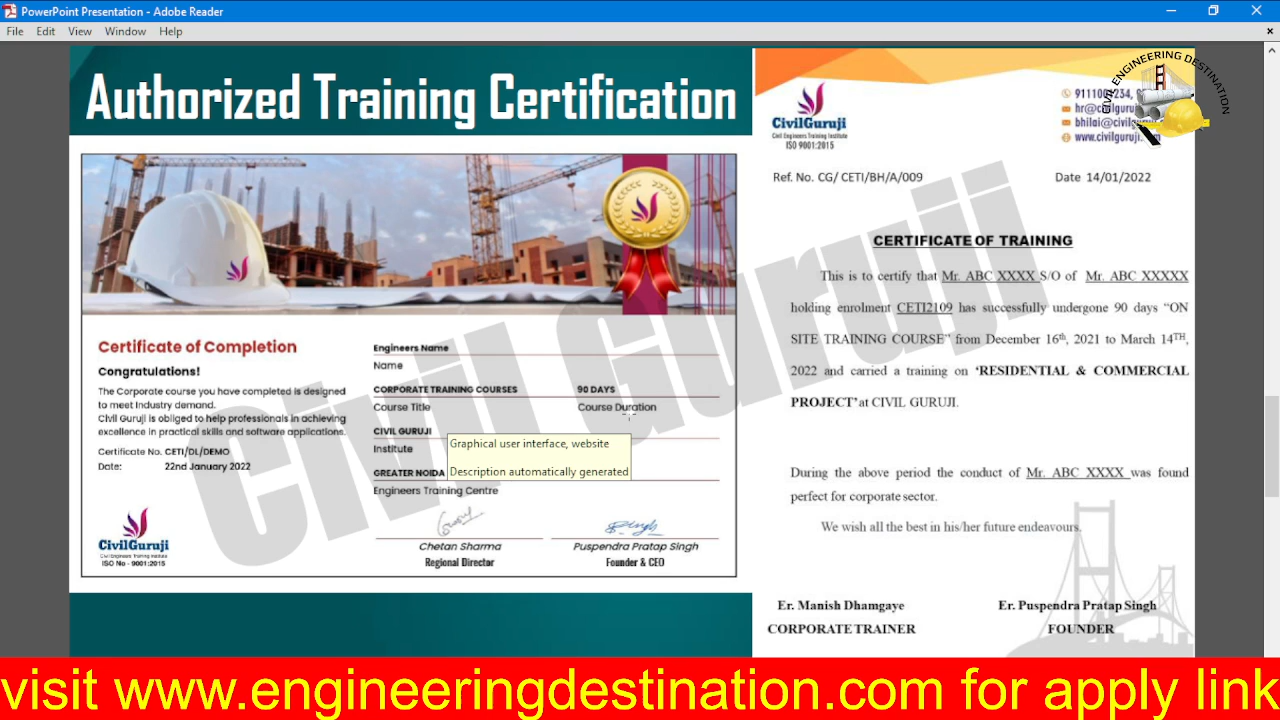 PowerPoint Presentation - Adobe Reader
File Edit View Window Help
Authorized Training Certification
Certificate of Completion
Congratulations!
The Corporate course you have completed is designed
to meet Industry demand.
Civil Guruji is obliged to help professionals in achieving
excellence in practical skills and software applications.
Certificate No. CETI/DL/DEMO
Date: 22nd January 2022
CivilGuruji
Civil Engineers Training Institute
ISO No - 9001:2015
Engineers Name
Name
CORPORATE TRAINING COURSES 90 DAYS
Course Title Course Duration
CIVIL GURUJI
Institute
GREATER NOIDA
Engineers Training Centre
Graphical user interface, website
Description automatically generated
Chetan Sharma Puspendra Pratap Singh
Regional Director Founder & CEO
Civil Guruji
CivilGuruji
Civil Engineers Training Institute
ISO 9001:2015
ENGINEERING DESTINATION
www.civilguruji.
Ref. No. CG/ CETI/BH/A/009 Date 14/01/2022
CERTIFICATE OF TRAINING
This is to certify that Mr. ABC XXXX S/O of Mr. ABC XXXXX
holding enrolment CETI2109 has successfully undergone 90 days “ON
SITE TRAINING COURSE” from December 16th, 2021 to March 14TH,
2022 and carried a training on ‘RESIDENTIAL & COMMERCIAL
PROJECT’ at CIVIL GURUJI.
During the above period the conduct of Mr. ABC XXXX was found
perfect for corporate sector.
We wish all the best in his/her future endeavours.
Er. Manish Dhamgaye Er. Puspendra Pratap Singh
CORPORATE TRAINER FOUNDER
visit www.engineeringdestination.com for apply link